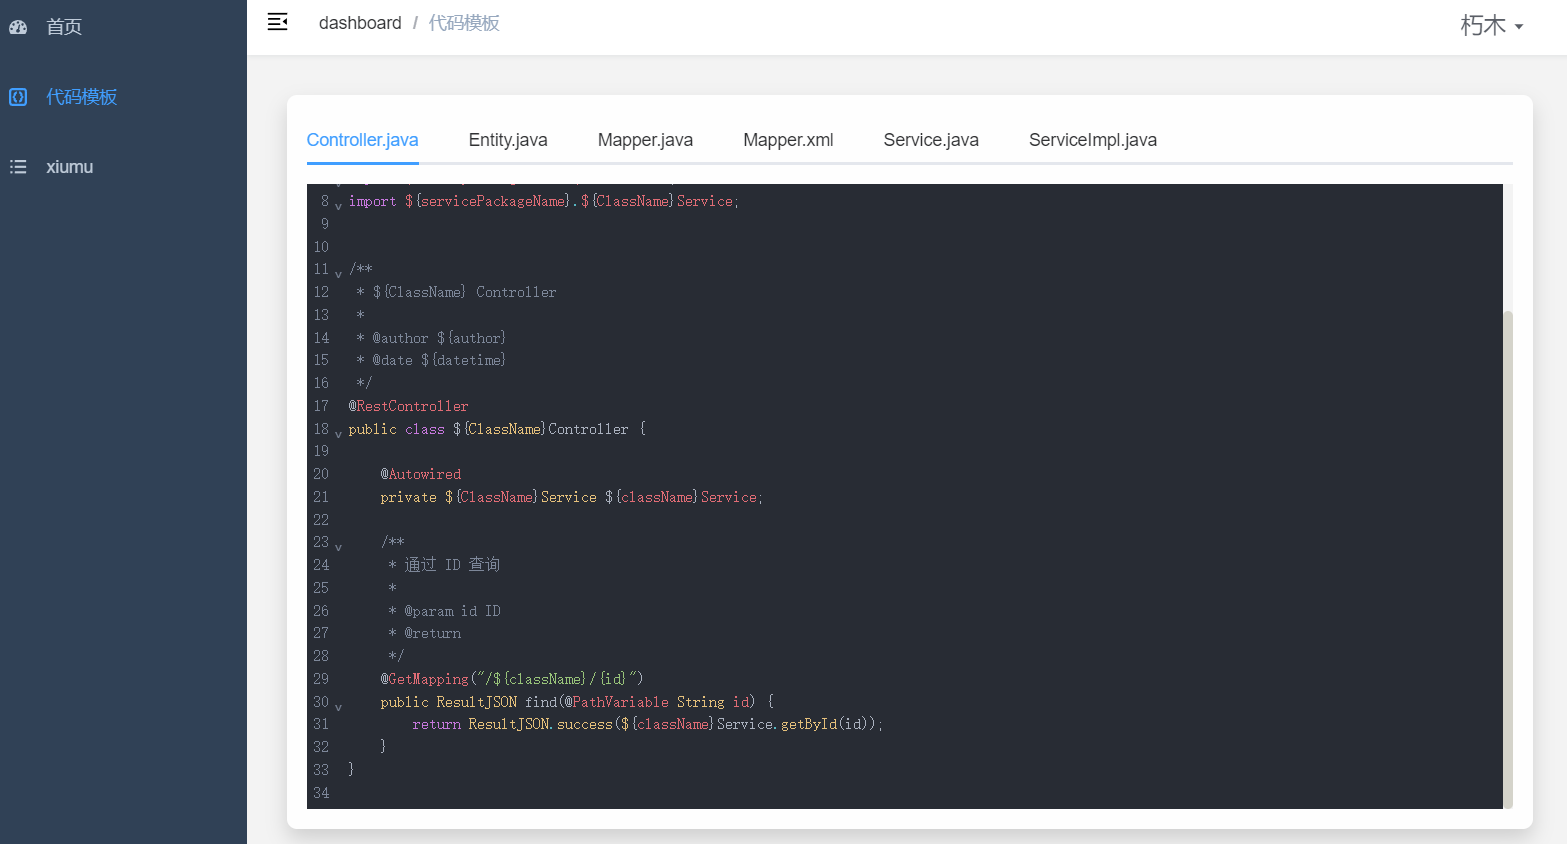 首页
代码模板
xiumu
dashboard / 代码模板
朽木
Controller.java Entity.java Mapper.java Mapper.xml Service.java ServiceImpl.java
8 import ${servicePackageName}.${ClassName}Service;
9
10
11 /**
12  * ${ClassName} Controller
13  *
14  * @author ${author}
15  * @date ${datetime}
16  */
17 @RestController
18 public class ${ClassName}Controller {
19
20     @Autowired
21     private ${ClassName}Service ${className}Service;
22
23     /**
24      * 通过 ID 查询
25      *
26      * @param id ID
27      * @return
28      */
29     @GetMapping("/${className}/{id}")
30     public ResultJSON find(@PathVariable String id) {
31         return ResultJSON.success(${className}Service.getById(id));
32     }
33 }
34